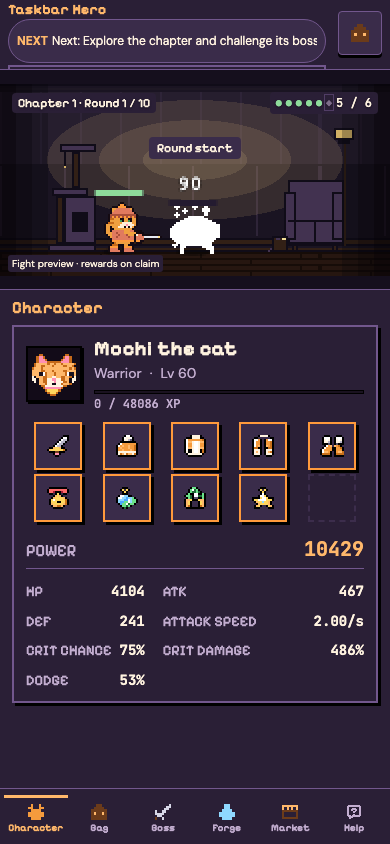 Taskbar Hero
NEXT Next: Explore the chapter and challenge its boss
Chapter 1 · Round 1 / 10
5 / 6
Round start
90
Fight preview · rewards on claim
Character
Mochi the cat
Warrior · Lv 60
0 / 48086 XP
POWER 10429
HP 4104 ATK 467
DEF 241 ATTACK SPEED 2.00/s
CRIT CHANCE 75% CRIT DAMAGE 486%
DODGE 53%
Character Bag Boss Forge Market Help